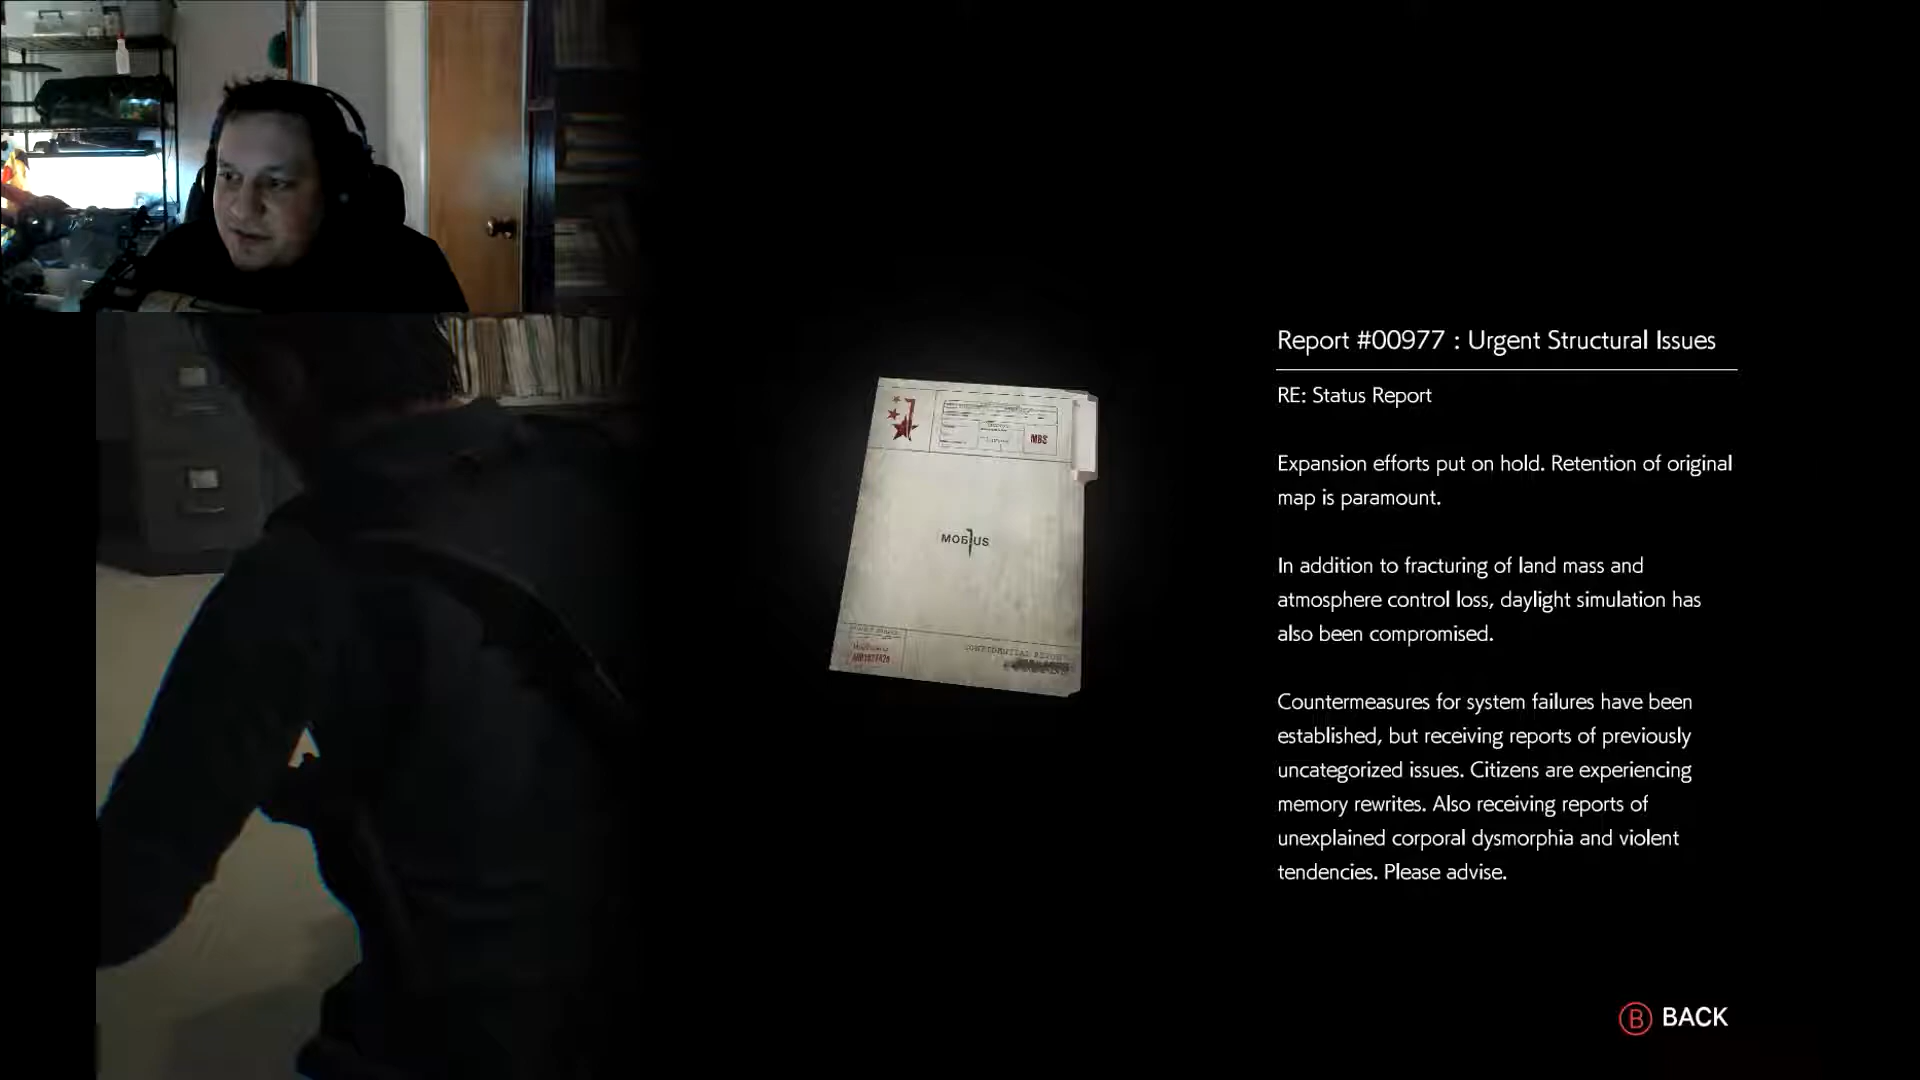 Report #00977 : Urgent Structural Issues
RE: Status Report
Expansion efforts put on hold. Retention of original
map is paramount.
In addition to fracturing of land mass and
atmosphere control loss, daylight simulation has
also been compromised.
Countermeasures for system failures have been
established, but receiving reports of previously
uncategorized issues. Citizens are experiencing
memory rewrites. Also receiving reports of
unexplained corporal dysmorphia and violent
tendencies. Please advise.
MBS
MOBIUS
CONFIDENTIAL REPORT
B BACK